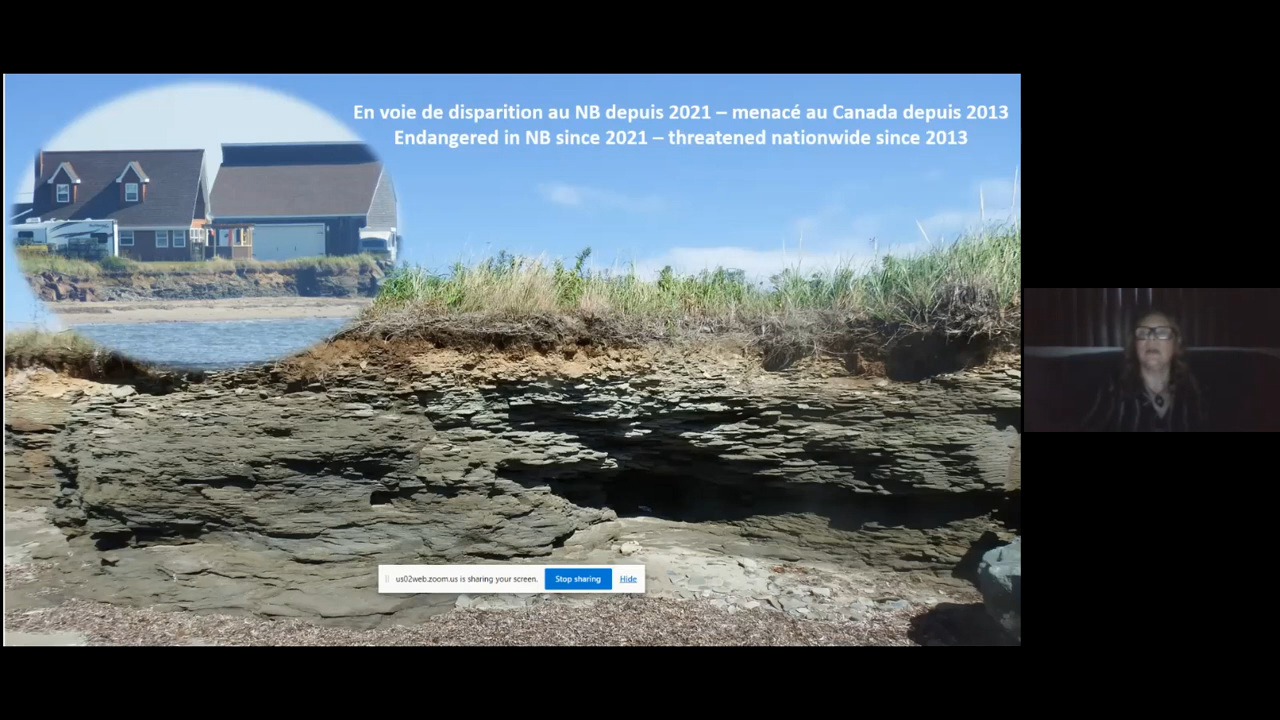 En voie de disparition au NB depuis 2021 – menacé au Canada depuis 2013
Endangered in NB since 2021 – threatened nationwide since 2013
us02web.zoom.us is sharing your screen.
Stop sharing
Hide